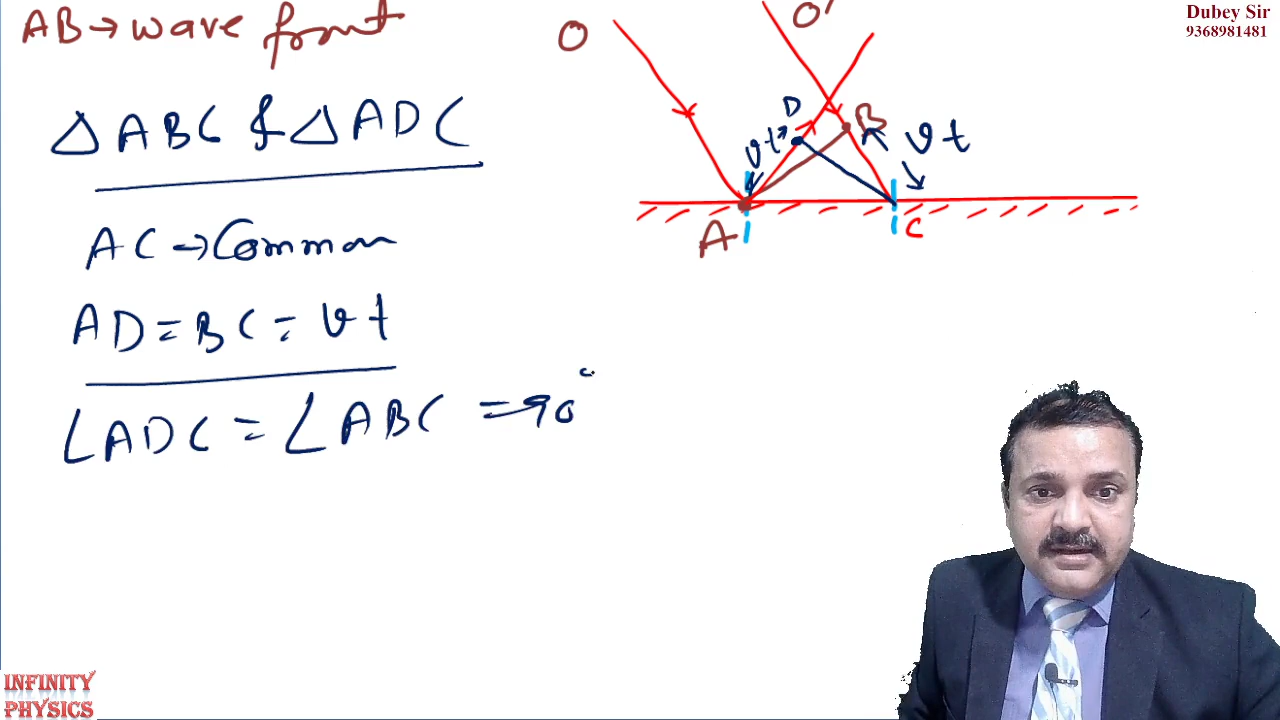 AB→wave front
△ABC & △ADC
AC→Common
AD=BC=vt
∠ADC=∠ABC=90°
O
O'
D
B
vt
vt
A
C
Dubey Sir
9368981481
INFINITY
PHYSICS